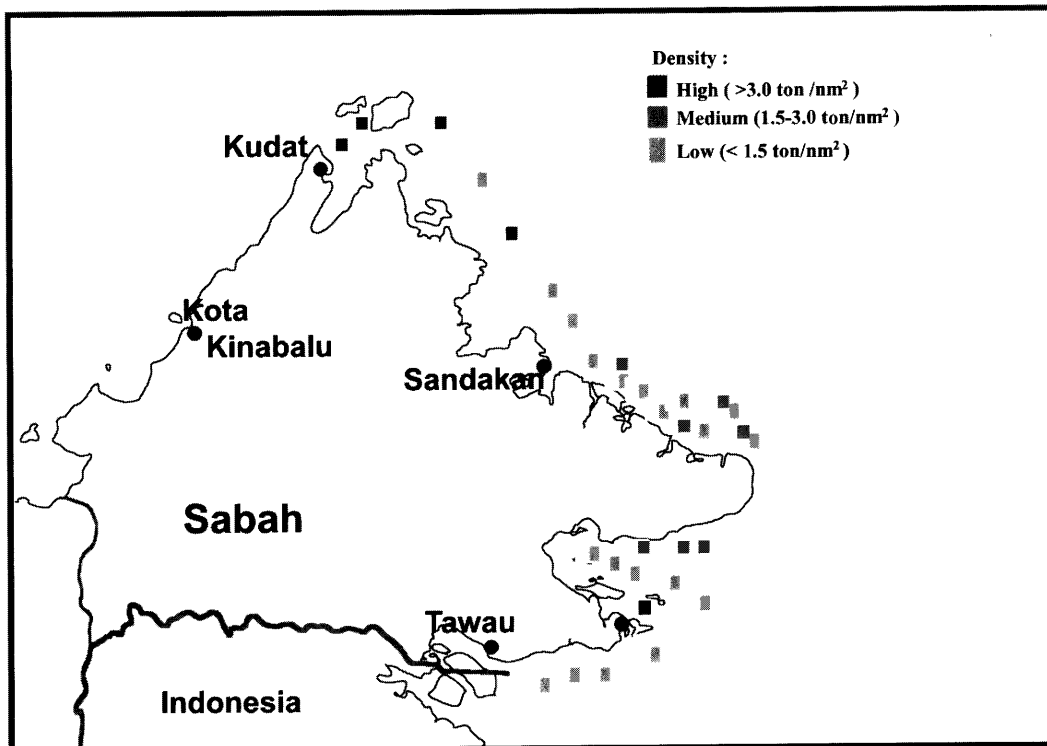 Density :
High ( >3.0 ton /nm²)
Medium (1.5-3.0 ton/nm²)
Low (< 1.5 ton/nm²)
Kudat
Kota
Kinabalu
Sandakan
Sabah
Tawau
Indonesia